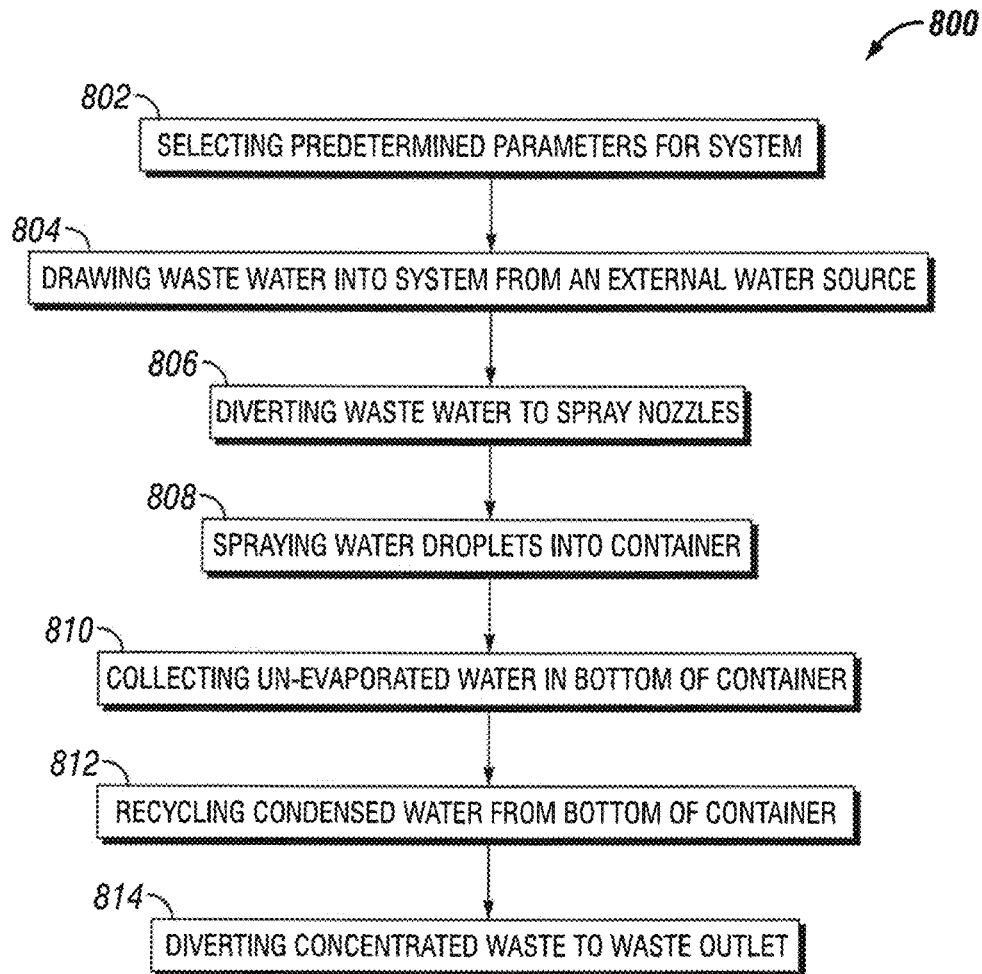 800
802
SELECTING PREDETERMINED PARAMETERS FOR SYSTEM
804
DRAWING WASTE WATER INTO SYSTEM FROM AN EXTERNAL WATER SOURCE
806
DIVERTING WASTE WATER TO SPRAY NOZZLES
808
SPRAYING WATER DROPLETS INTO CONTAINER
810
COLLECTING UN-EVAPORATED WATER IN BOTTOM OF CONTAINER
812
RECYCLING CONDENSED WATER FROM BOTTOM OF CONTAINER
814
DIVERTING CONCENTRATED WASTE TO WASTE OUTLET